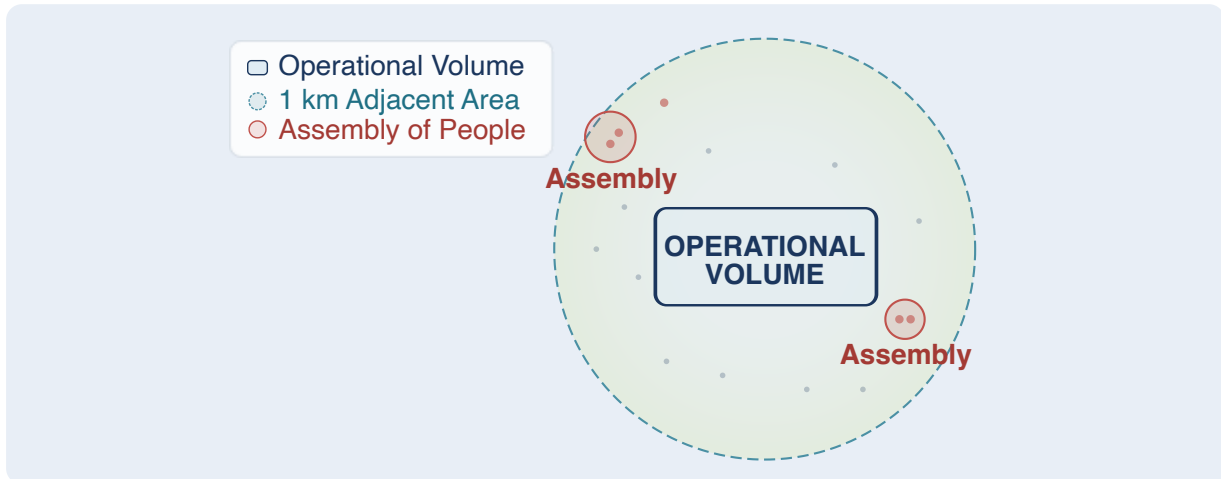 Operational Volume
1 km Adjacent Area
Assembly of People
Assembly
OPERATIONAL
VOLUME
Assembly